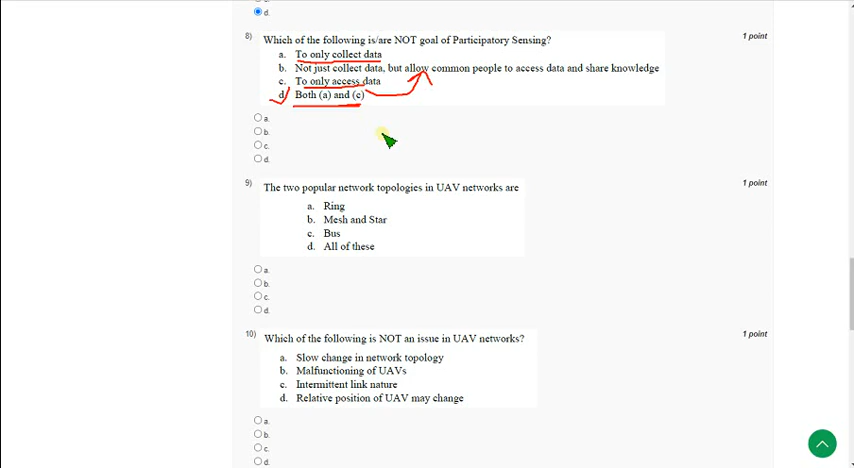 d.
8) Which of the following is/are NOT goal of Participatory Sensing? 1 point
a. To only collect data
b. Not just collect data, but allow common people to access data and share knowledge
c. To only access data
d. Both (a) and (c)
a.
b.
c.
d.
9) The two popular network topologies in UAV networks are 1 point
a. Ring
b. Mesh and Star
c. Bus
d. All of these
a.
b.
c.
d.
10) Which of the following is NOT an issue in UAV networks? 1 point
a. Slow change in network topology
b. Malfunctioning of UAVs
c. Intermittent link nature
d. Relative position of UAV may change
a.
b.
c.
d.